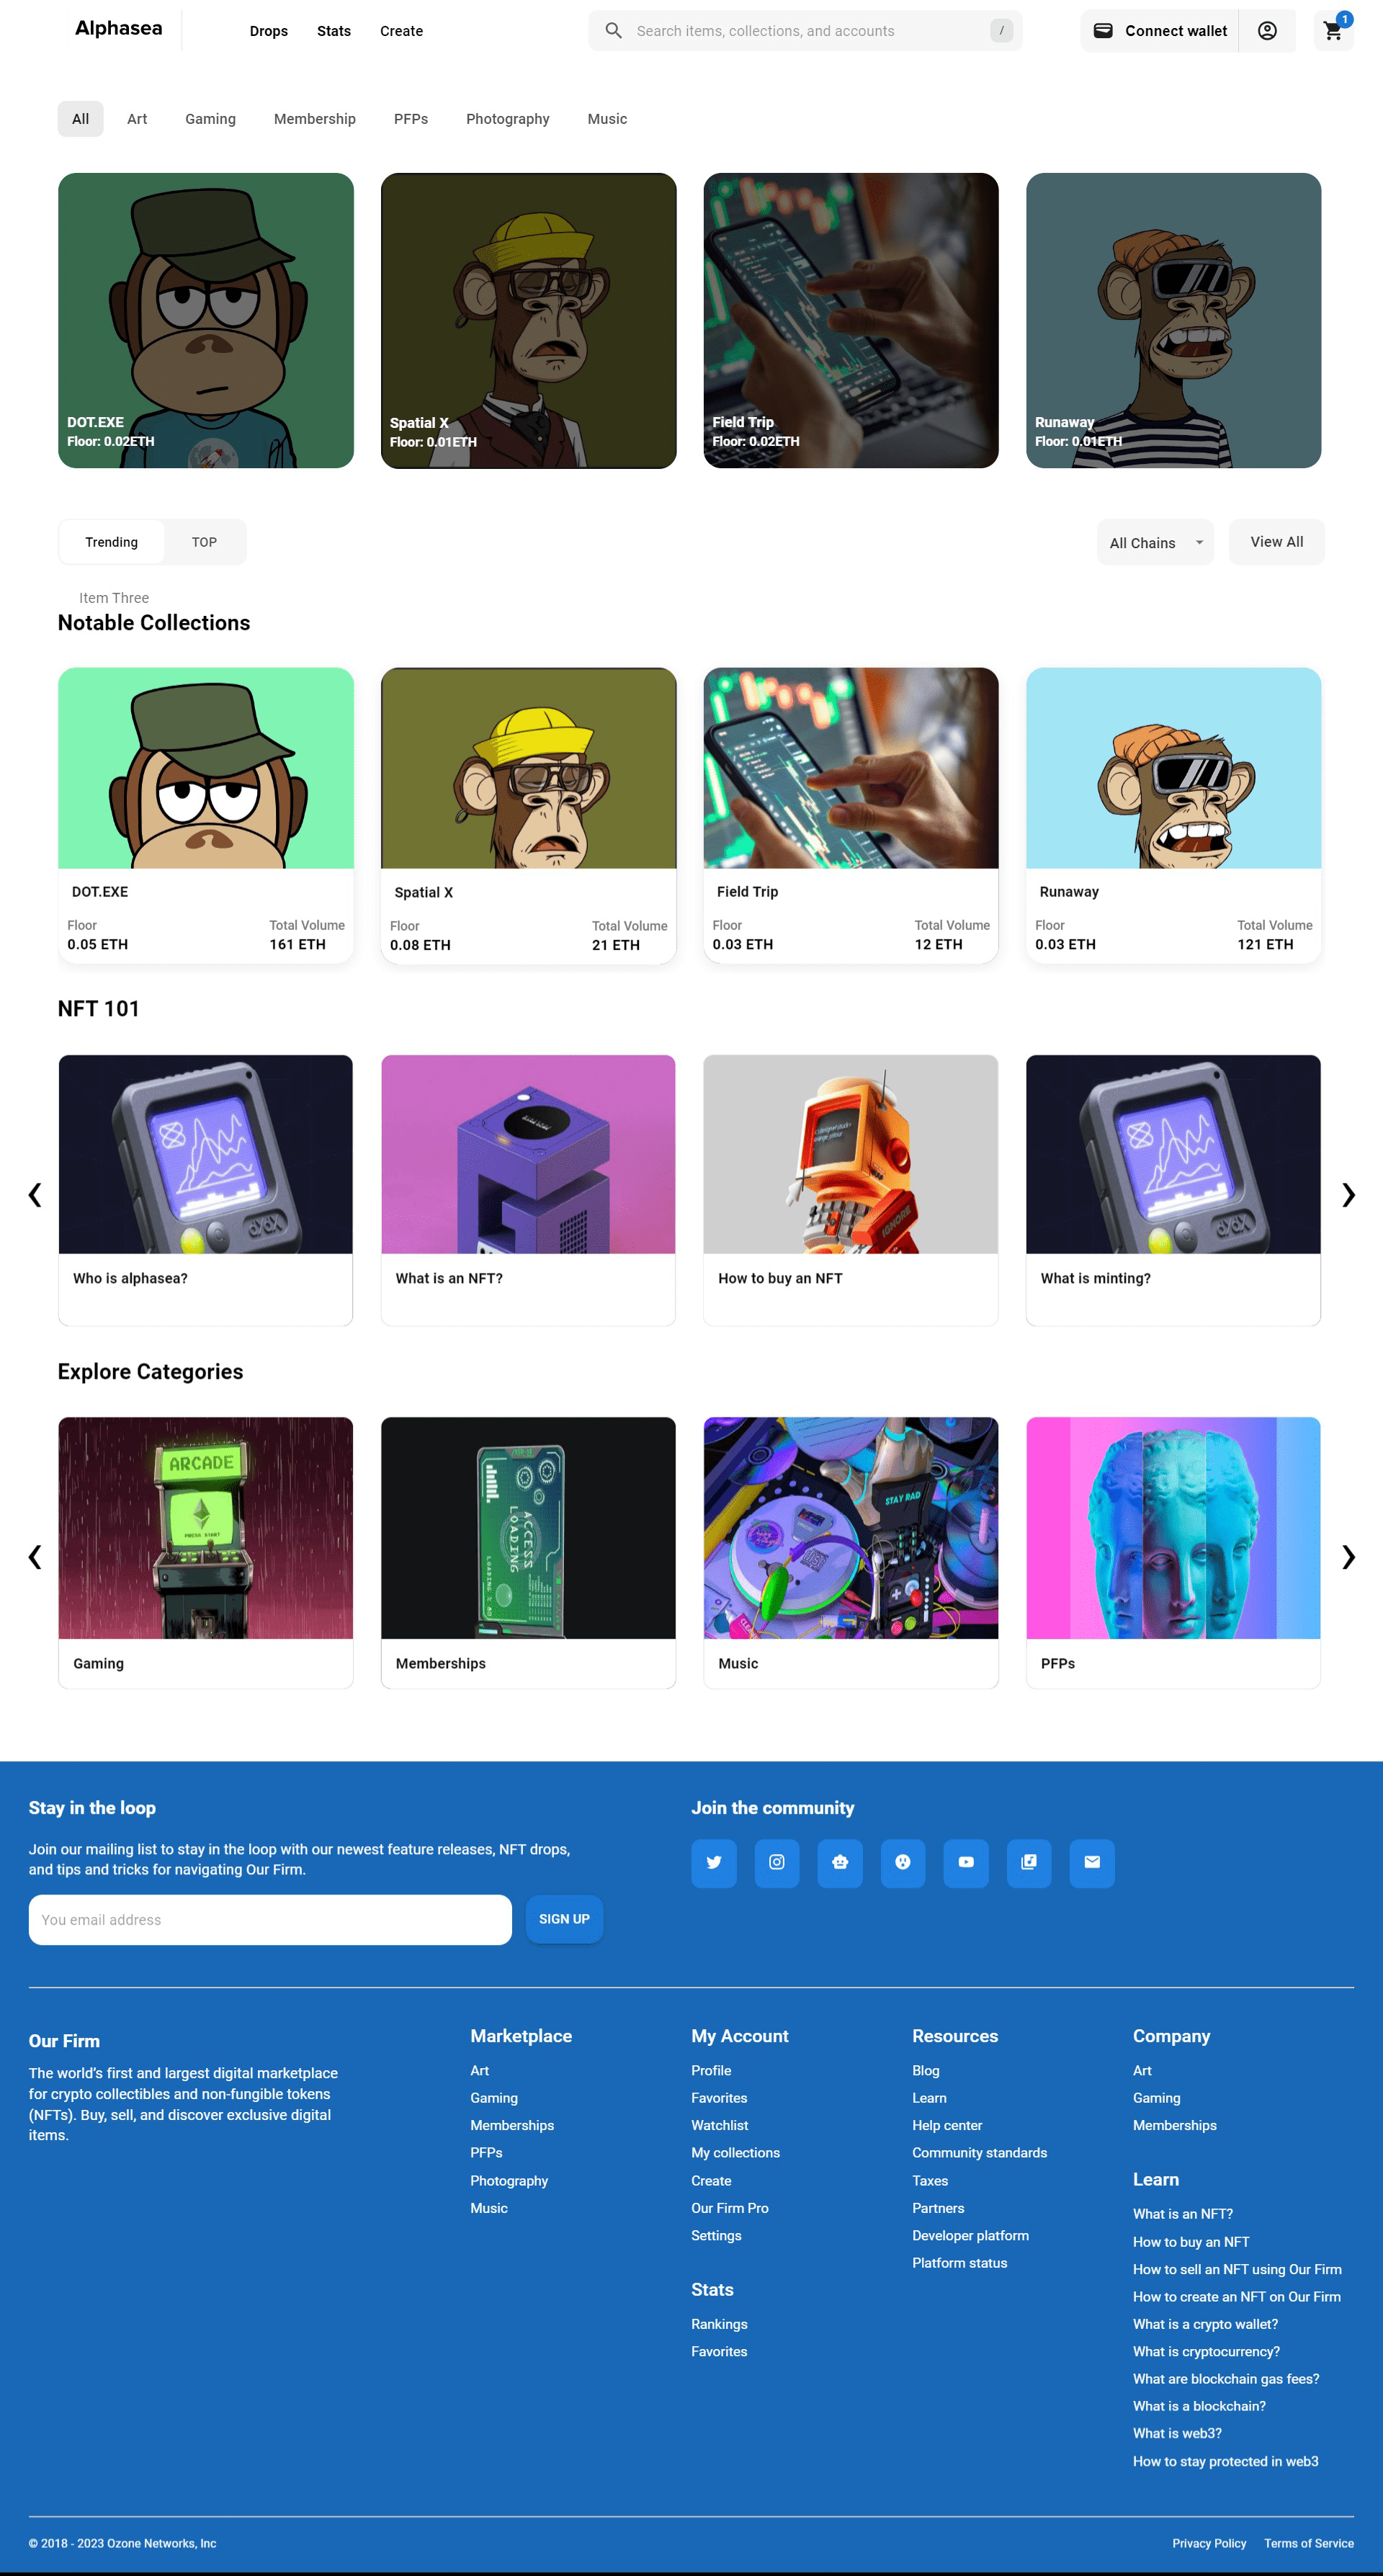 Alphasea
Drops Stats Create
Search items, collections, and accounts /
Connect wallet
1
All Art Gaming Membership PFPs Photography Music
DOT.EXE
Floor: 0.02ETH
Spatial X
Floor: 0.01ETH
Field Trip
Floor: 0.02ETH
Runaway
Floor: 0.01ETH
Trending TOP
All Chains View All
Item Three
Notable Collections
DOT.EXE
Floor Total Volume
0.05 ETH 161 ETH
Spatial X
Floor Total Volume
0.08 ETH 21 ETH
Field Trip
Floor Total Volume
0.03 ETH 12 ETH
Runaway
Floor Total Volume
0.03 ETH 121 ETH
NFT 101
dYdX
IGNORE
dYdX
Who is alphasea?
What is an NFT?
How to buy an NFT
What is minting?
Explore Categories
ARCADE
PRESS START
ACCESS
LOADING
STAY RAD
Gaming
Memberships
Music
PFPs
Stay in the loop
Join our mailing list to stay in the loop with our newest feature releases, NFT drops,
and tips and tricks for navigating Our Firm.
You email address
SIGN UP
Join the community
Our Firm
The world’s first and largest digital marketplace
for crypto collectibles and non-fungible tokens
(NFTs). Buy, sell, and discover exclusive digital
items.
Marketplace
Art
Gaming
Memberships
PFPs
Photography
Music
My Account
Profile
Favorites
Watchlist
My collections
Create
Our Firm Pro
Settings
Stats
Rankings
Favorites
Resources
Blog
Learn
Help center
Community standards
Taxes
Partners
Developer platform
Platform status
Company
Art
Gaming
Memberships
Learn
What is an NFT?
How to buy an NFT
How to sell an NFT using Our Firm
How to create an NFT on Our Firm
What is a crypto wallet?
What is cryptocurrency?
What are blockchain gas fees?
What is a blockchain?
What is web3?
How to stay protected in web3
© 2018 - 2023 Ozone Networks, Inc
Privacy Policy Terms of Service